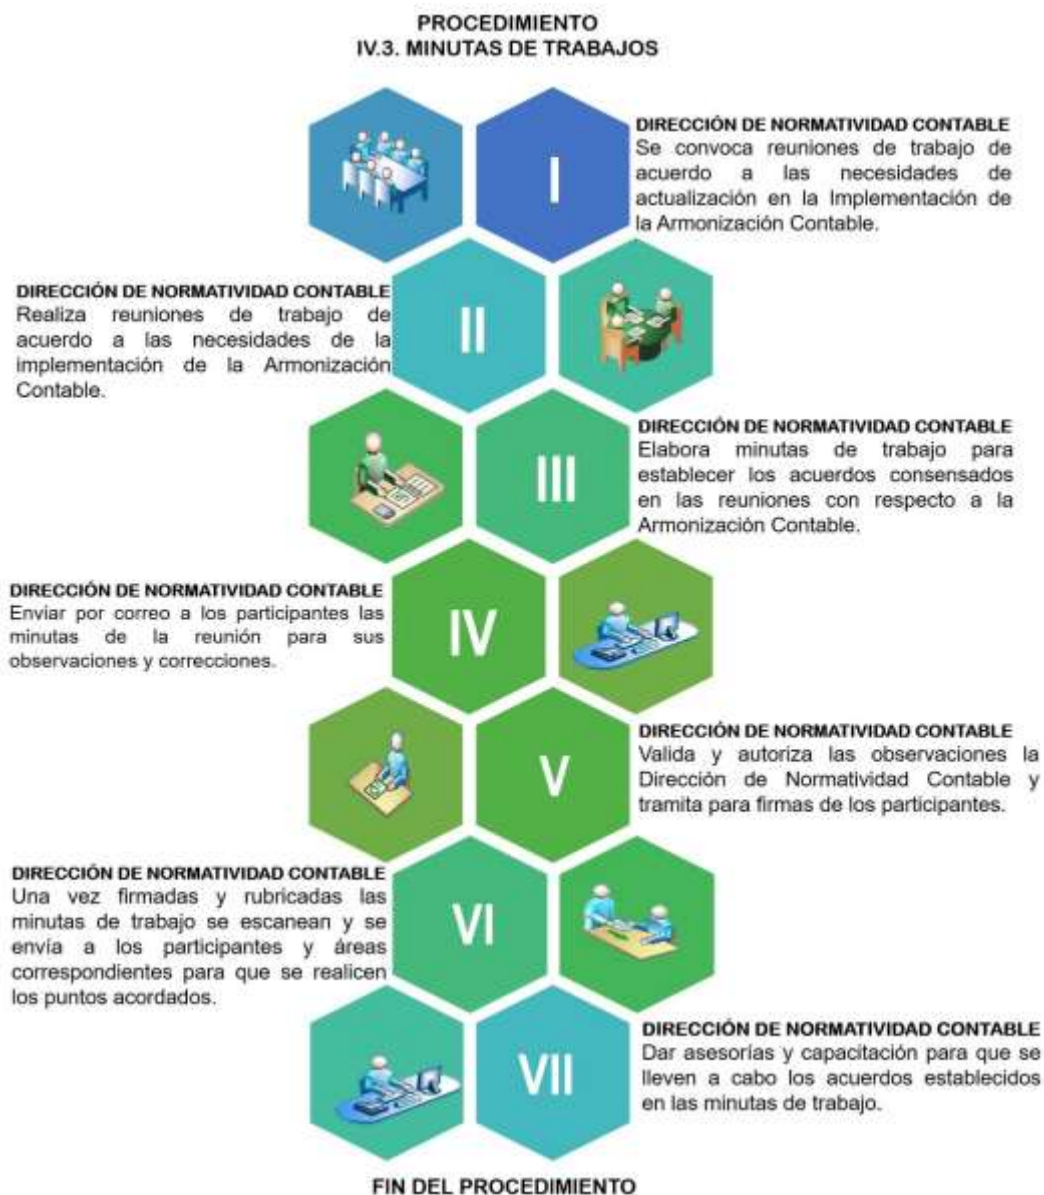 PROCEDIMIENTO
IV.3. MINUTAS DE TRABAJOS
I
DIRECCIÓN DE NORMATIVIDAD CONTABLE
Se convoca reuniones de trabajo de
acuerdo a las necesidades de
actualización en la Implementación de
la Armonización Contable.
DIRECCIÓN DE NORMATIVIDAD CONTABLE
Realiza reuniones de trabajo de
acuerdo a las necesidades de la
implementación de la Armonización
Contable.
II
III
DIRECCIÓN DE NORMATIVIDAD CONTABLE
Elabora minutas de trabajo para
establecer los acuerdos consensados
en las reuniones con respecto a la
Armonización Contable.
DIRECCIÓN DE NORMATIVIDAD CONTABLE
Enviar por correo a los participantes las
minutas de la reunión para sus
observaciones y correcciones.
IV
V
DIRECCIÓN DE NORMATIVIDAD CONTABLE
Valida y autoriza las observaciones la
Dirección de Normatividad Contable y
tramita para firmas de los participantes.
DIRECCIÓN DE NORMATIVIDAD CONTABLE
Una vez firmadas y rubricadas las
minutas de trabajo se escanean y se
envía a los participantes y áreas
correspondientes para que se realicen
los puntos acordados.
VI
VII
DIRECCIÓN DE NORMATIVIDAD CONTABLE
Dar asesorías y capacitación para que se
lleven a cabo los acuerdos establecidos
en las minutas de trabajo.
FIN DEL PROCEDIMIENTO